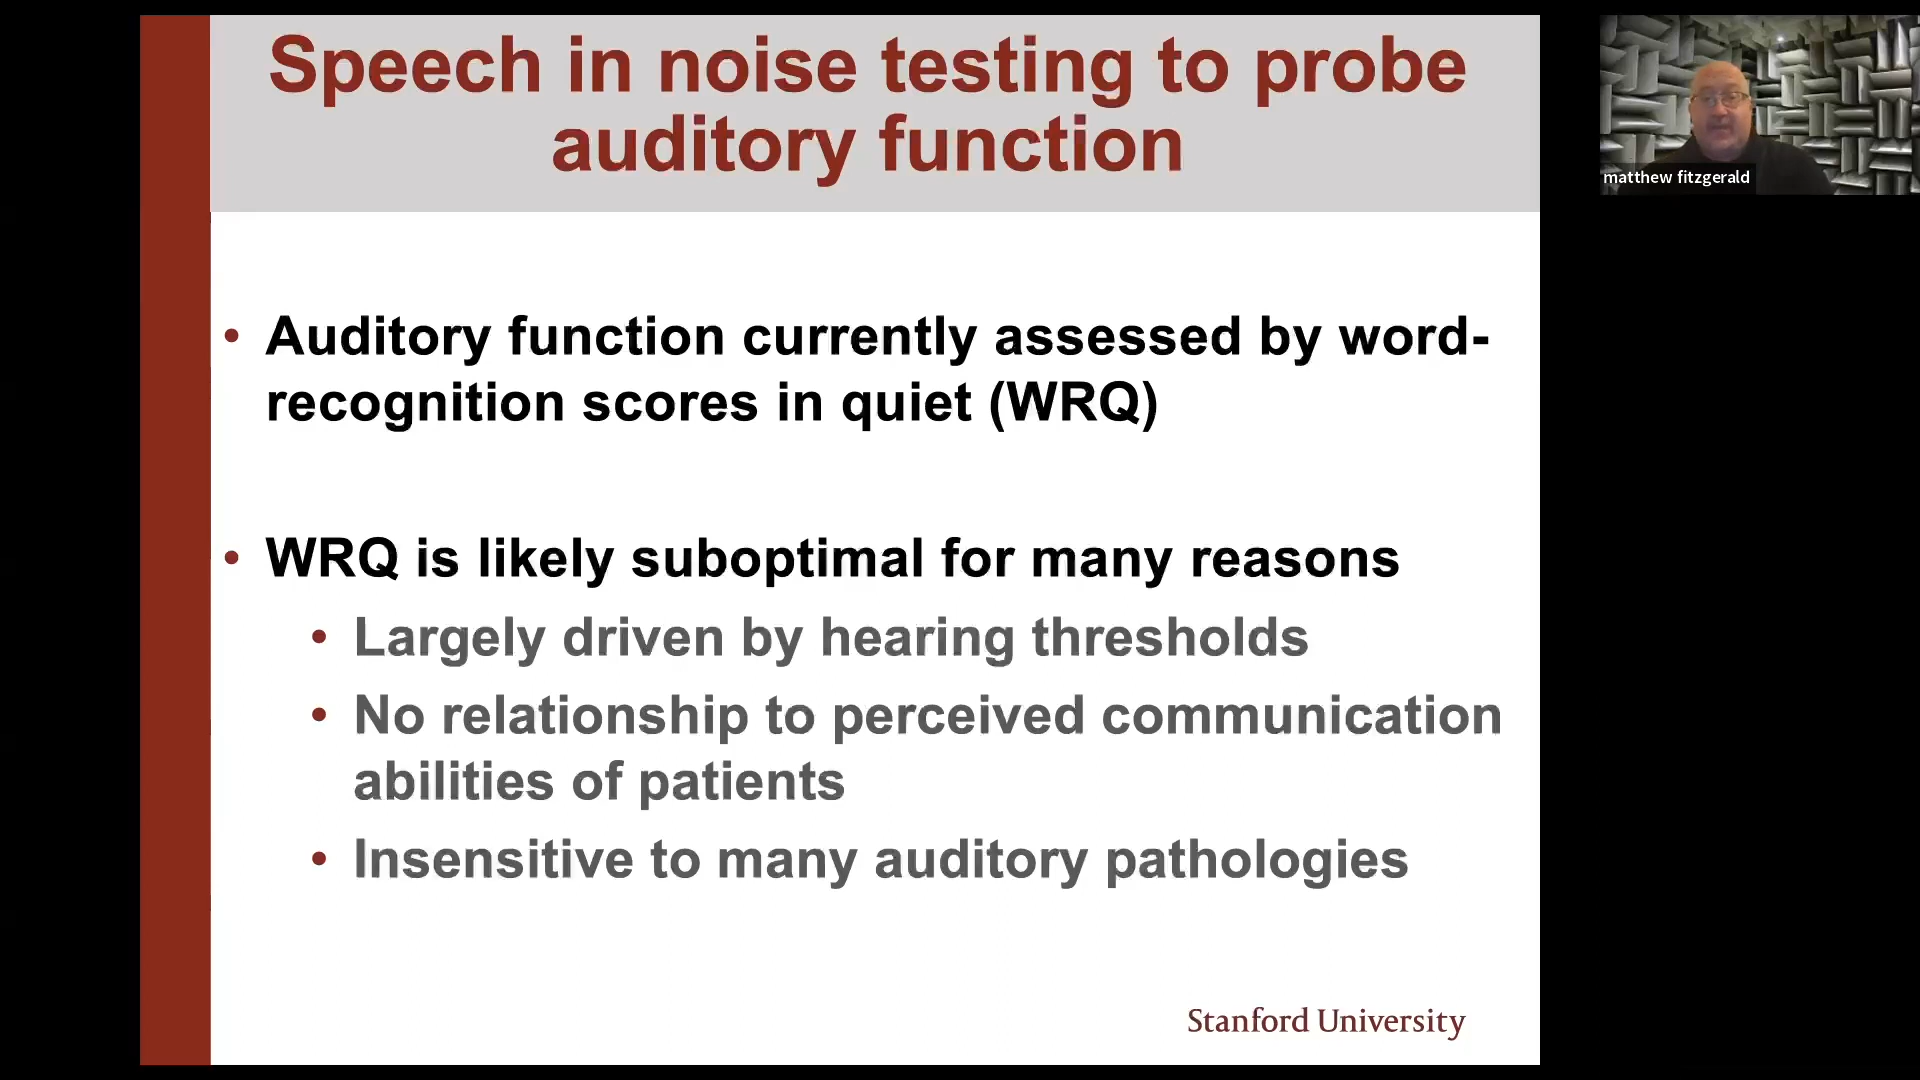 Speech in noise testing to probe
auditory function
matthew fitzgerald
• Auditory function currently assessed by word-
recognition scores in quiet (WRQ)
• WRQ is likely suboptimal for many reasons
• Largely driven by hearing thresholds
• No relationship to perceived communication
abilities of patients
• Insensitive to many auditory pathologies
Stanford University